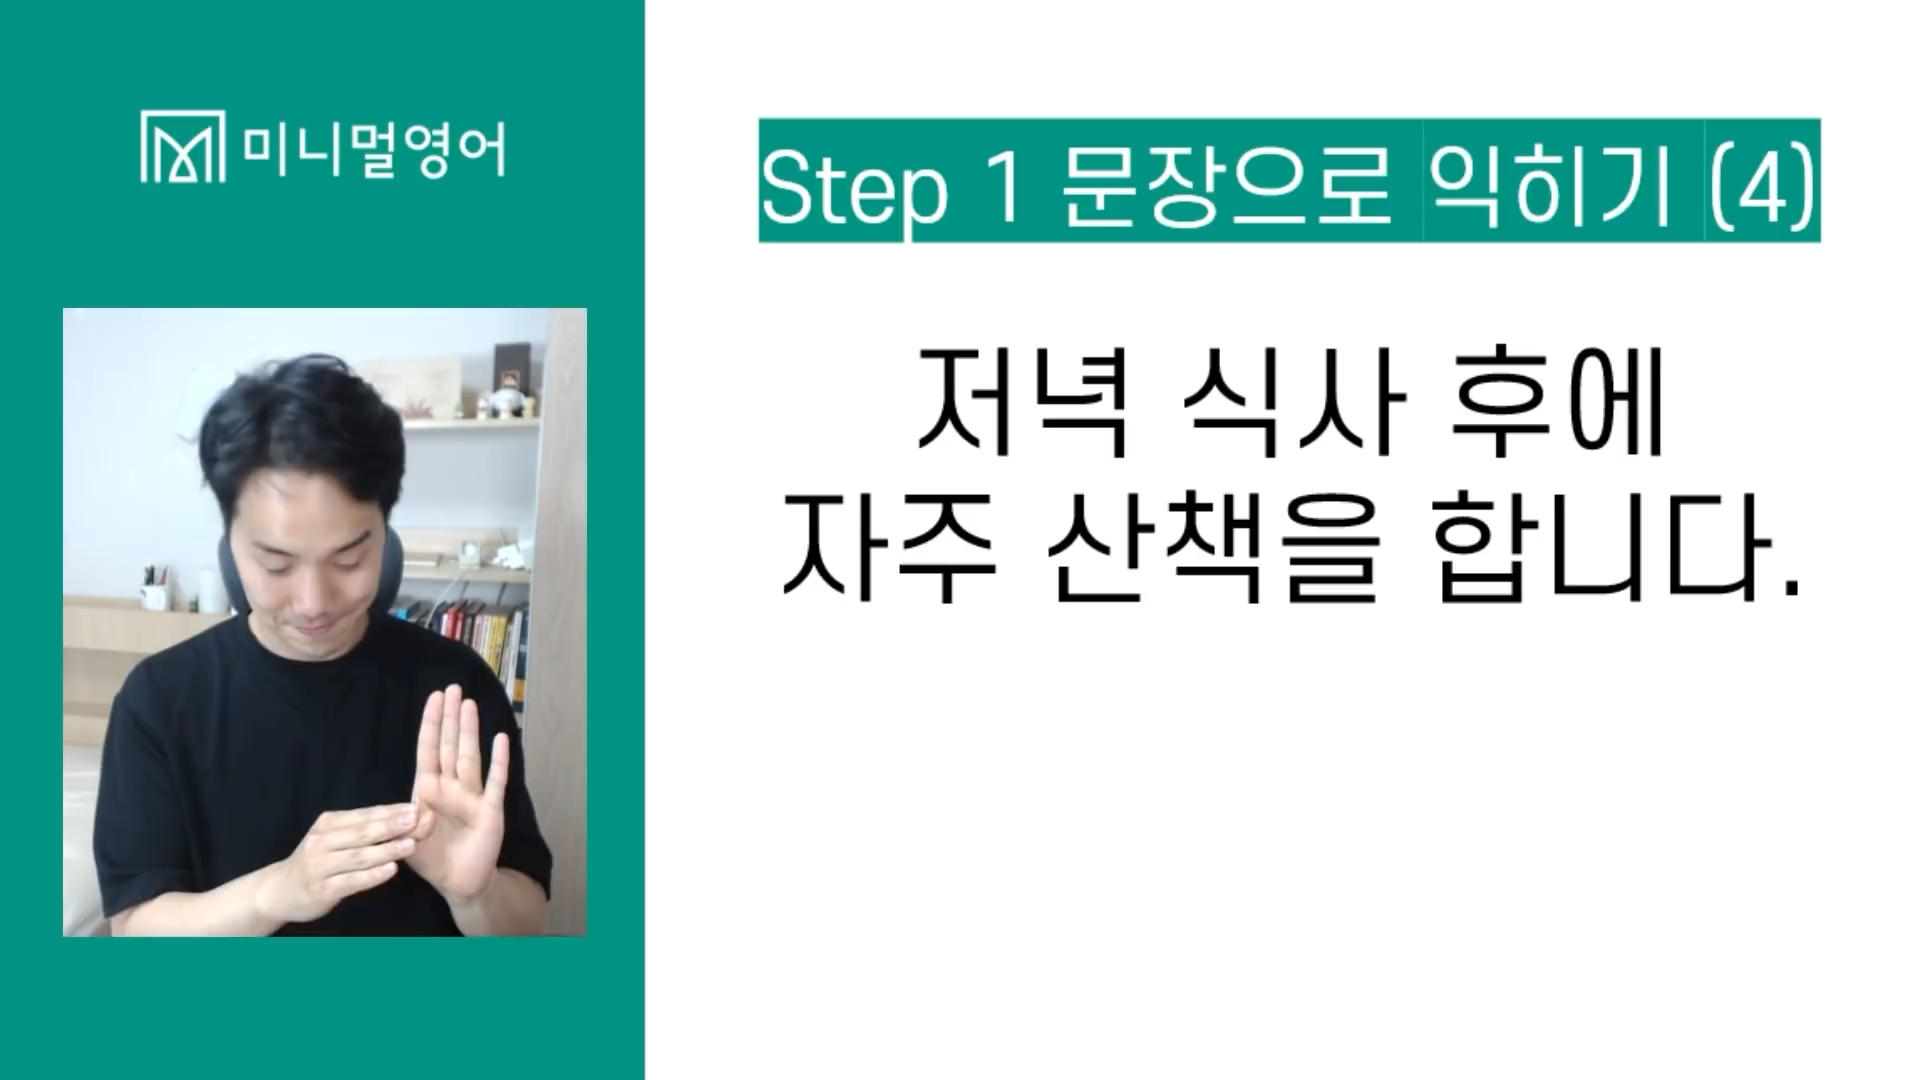 미니멀영어
Step 1 문장으로 익히기 (4)
저녁 식사 후에
자주 산책을 합니다.